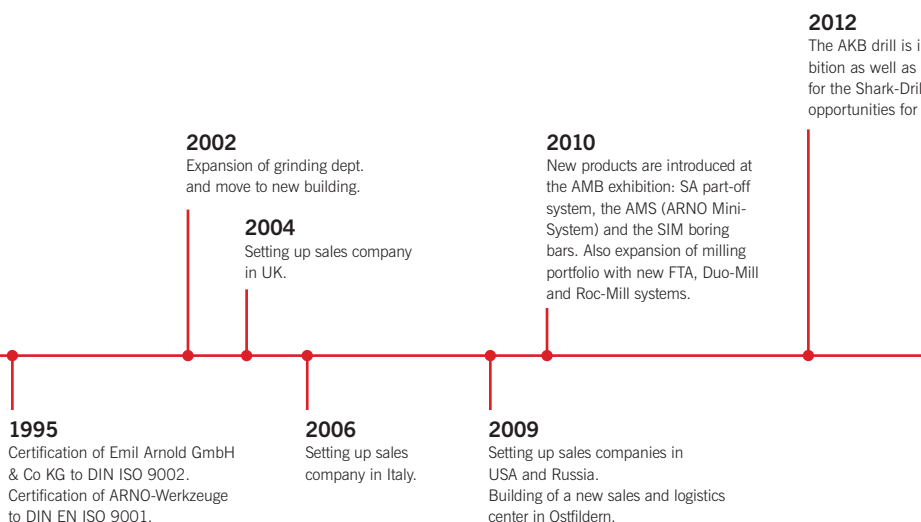 2012
The AKB drill is
bition as well as
for the Shark-Dril
opportunities for
2002
Expansion of grinding dept.
and move to new building.
2010
New products are introduced at
the AMB exhibition: SA part-off
system, the AMS (ARNO Mini-
System) and the SIM boring
bars. Also expansion of milling
portfolio with new FTA, Duo-Mill
and Roc-Mill systems.
2004
Setting up sales company
in UK.
1995
Certification of Emil Arnold GmbH
& Co KG to DIN ISO 9002.
Certification of ARNO-Werkzeuge
to DIN EN ISO 9001.
2006
Setting up sales
company in Italy.
2009
Setting up sales companies in
USA and Russia.
Building of a new sales and logistics
center in Ostfildern.